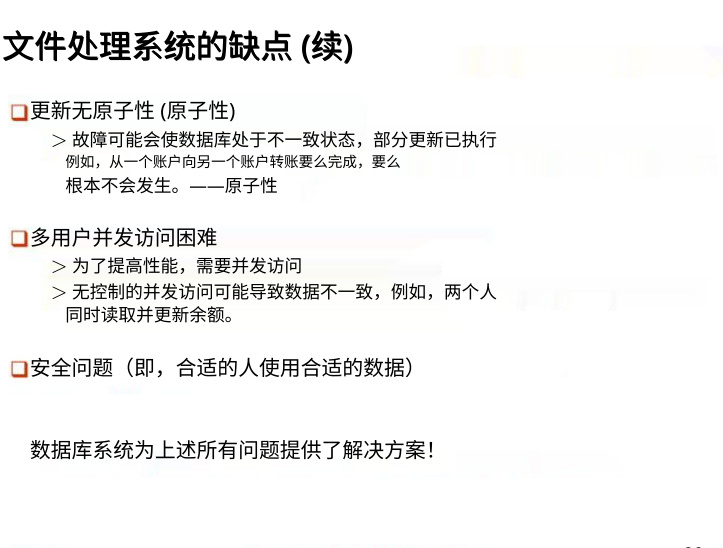 文件处理系统的缺点 (续)
❑更新无原子性 (原子性)
＞ 故障可能会使数据库处于不一致状态，部分更新已执行
例如，从一个账户向另一个账户转账要么完成，要么
根本不会发生。——原子性
❑多用户并发访问困难
＞ 为了提高性能，需要并发访问
＞ 无控制的并发访问可能导致数据不一致，例如，两个人
同时读取并更新余额。
❑安全问题（即，合适的人使用合适的数据）
数据库系统为上述所有问题提供了解决方案！